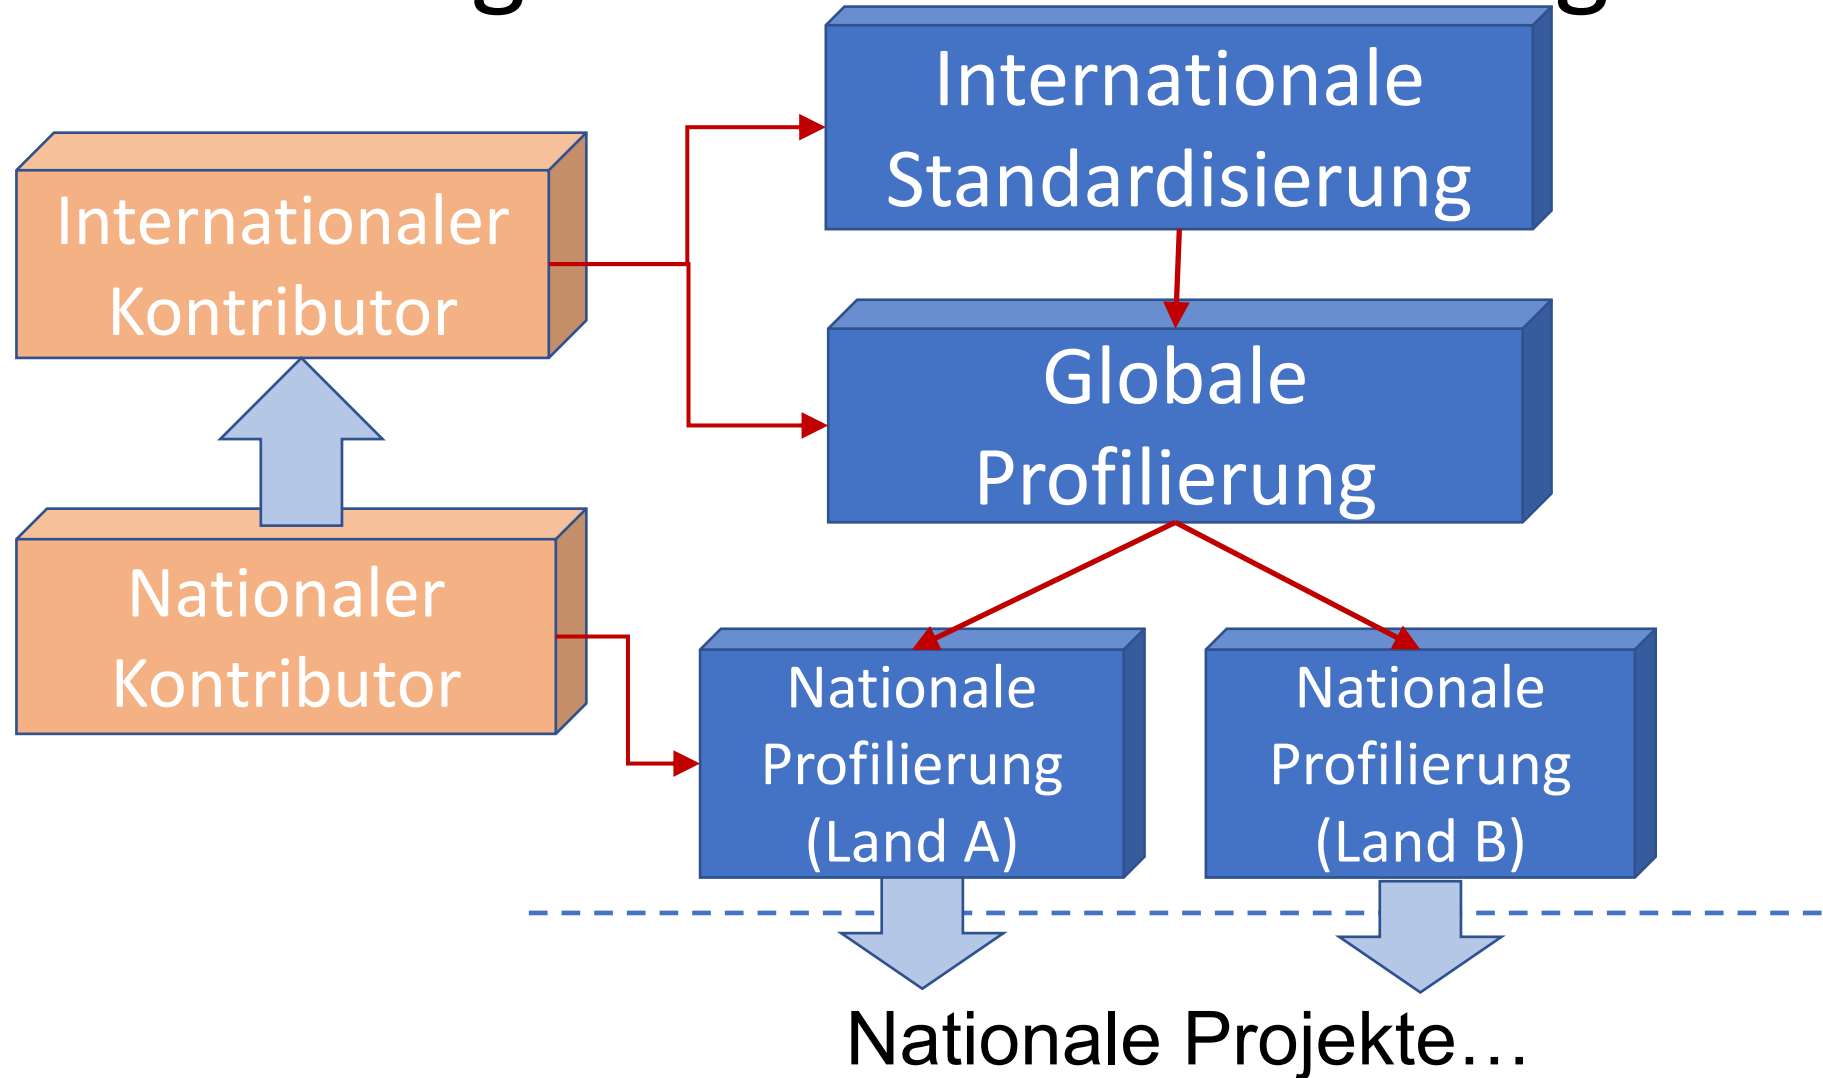 Internationale
Standardisierung
Internationaler
Kontributor
Globale
Profilierung
Nationaler
Kontributor
Nationale
Profilierung
(Land A)
Nationale
Profilierung
(Land B)
Nationale Projekte…